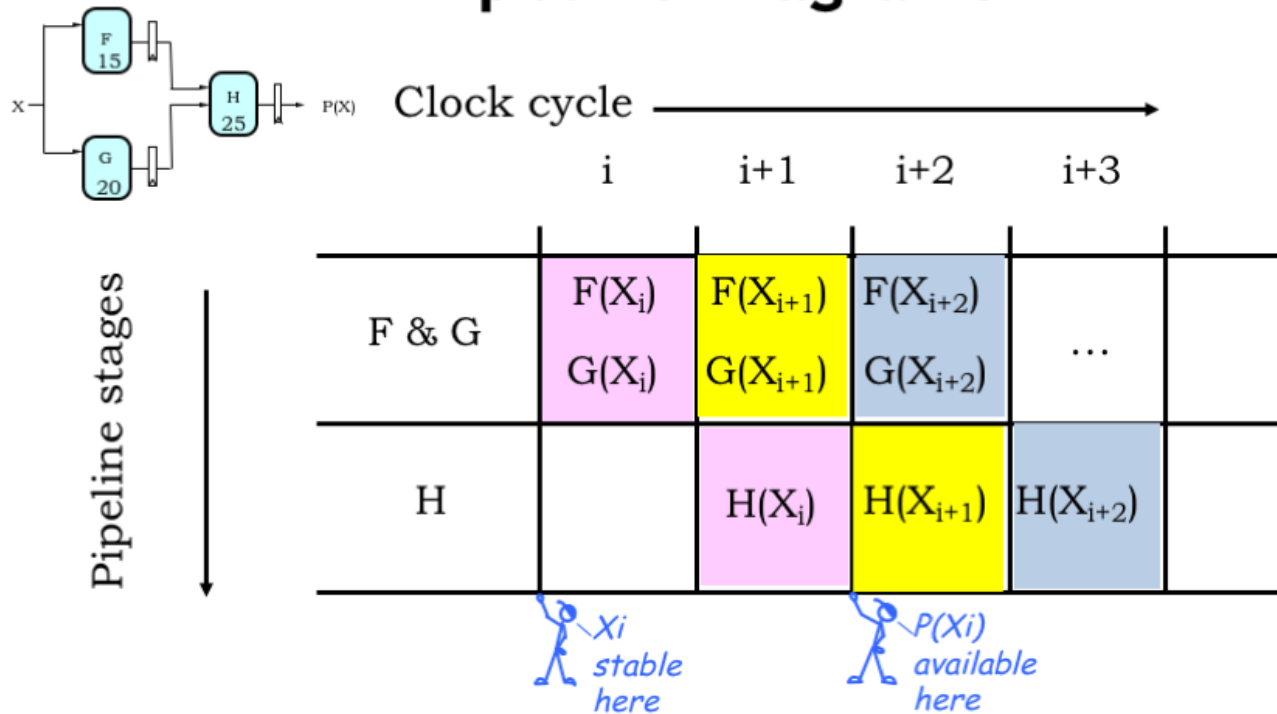 F
15
X
H
25
P(X)
G
20
Clock cycle
i i+1 i+2 i+3
Pipeline stages
F & G
F(Xi) F(Xi+1) F(Xi+2)
...
G(Xi) G(Xi+1) G(Xi+2)
H
H(Xi) H(Xi+1) H(Xi+2)
Xi
stable
here
P(Xi)
available
here